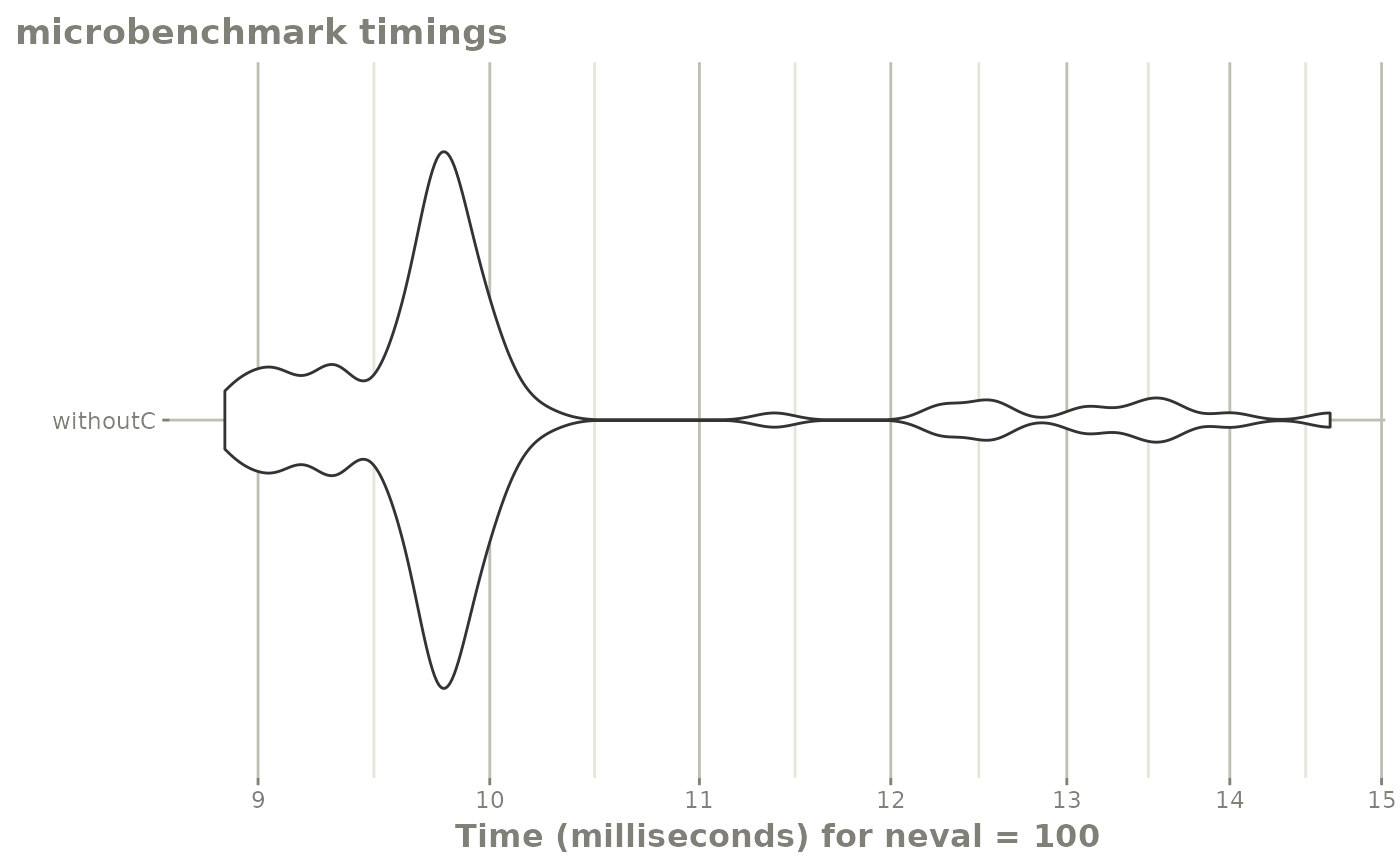 microbenchmark timings
withoutC
9 10 11 12 13 14 15
Time (milliseconds) for neval = 100